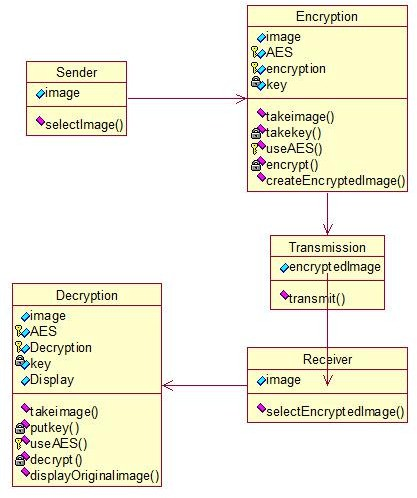 Encryption
image
AES
encryption
key
takeimage()
takekey()
useAES()
encrypt()
createEncryptedImage()
Sender
image
selectImage()
Transmission
encryptedImage
transmit()
Decryption
image
AES
Decryption
key
Display
takeimage()
putkey()
useAES()
decrypt()
displayOriginalimage()
Receiver
image
selectEncryptedImage()